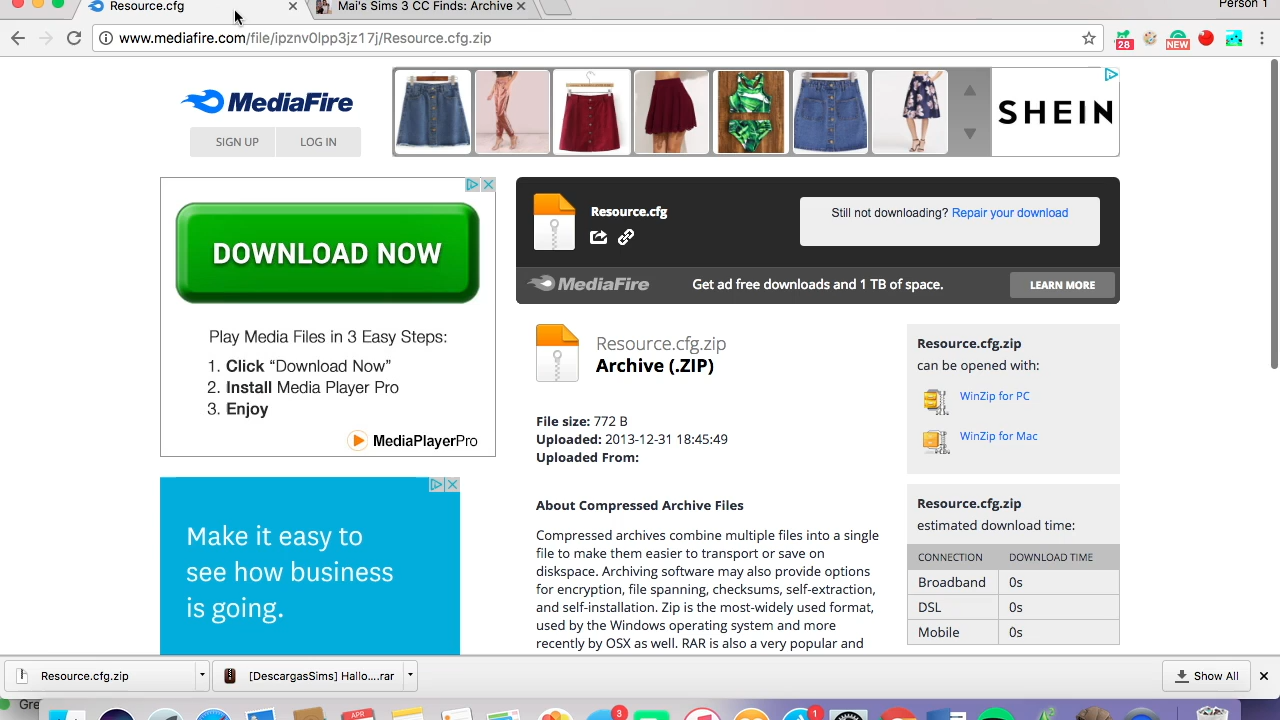 Resource.cfg
Mai's Sims 3 CC Finds: Archive
Person 1
www.mediafire.com/file/ipznv0lpp3jz17j/Resource.cfg.zip
28
NEW
MediaFire
SIGN UP
LOG IN
SHEIN
DOWNLOAD NOW
Play Media Files in 3 Easy Steps:
1. Click “Download Now”
2. Install Media Player Pro
3. Enjoy
MediaPlayerPro
Make it easy to
see how business
is going.
Resource.cfg
Still not downloading? Repair your download
MediaFire
Get ad free downloads and 1 TB of space.
LEARN MORE
Resource.cfg.zip
Archive (.ZIP)
File size: 772 B
Uploaded: 2013-12-31 18:45:49
Uploaded From:
About Compressed Archive Files
Compressed archives combine multiple files into a single
file to make them easier to transport or save on
diskspace. Archiving software may also provide options
for encryption, file spanning, checksums, self-extraction,
and self-installation. Zip is the most-widely used format,
used by the Windows operating system and more
recently by OSX as well. RAR is also a very popular and
Resource.cfg.zip
can be opened with:
WinZip for PC
WinZip for Mac
Resource.cfg.zip
estimated download time:
CONNECTION DOWNLOAD TIME
Broadband 0s
DSL 0s
Mobile 0s
Resource.cfg.zip
[DescargasSims] Hallo....rar
Show All
Gre
APR
3
1